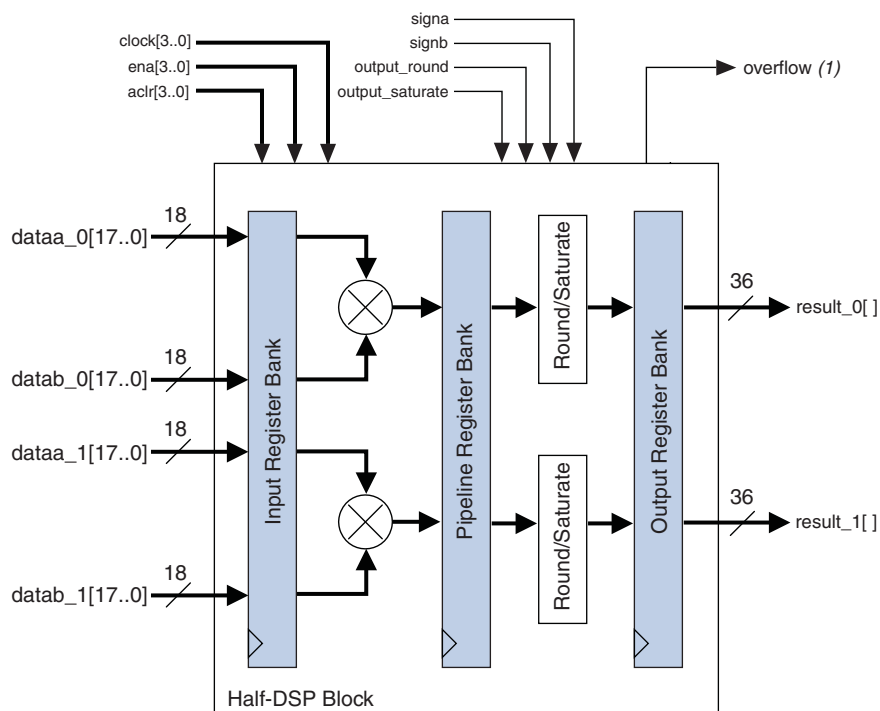 clock[3..0]
ena[3..0]
aclr[3..0]
signa
signb
output_round
output_saturate
overflow (1)
18
dataa_0[17..0]
18
datab_0[17..0]
18
dataa_1[17..0]
18
datab_1[17..0]
Input Register Bank
Pipeline Register Bank
Round/Saturate
Round/Saturate
Output Register Bank
36
result_0[ ]
36
result_1[ ]
Half-DSP Block